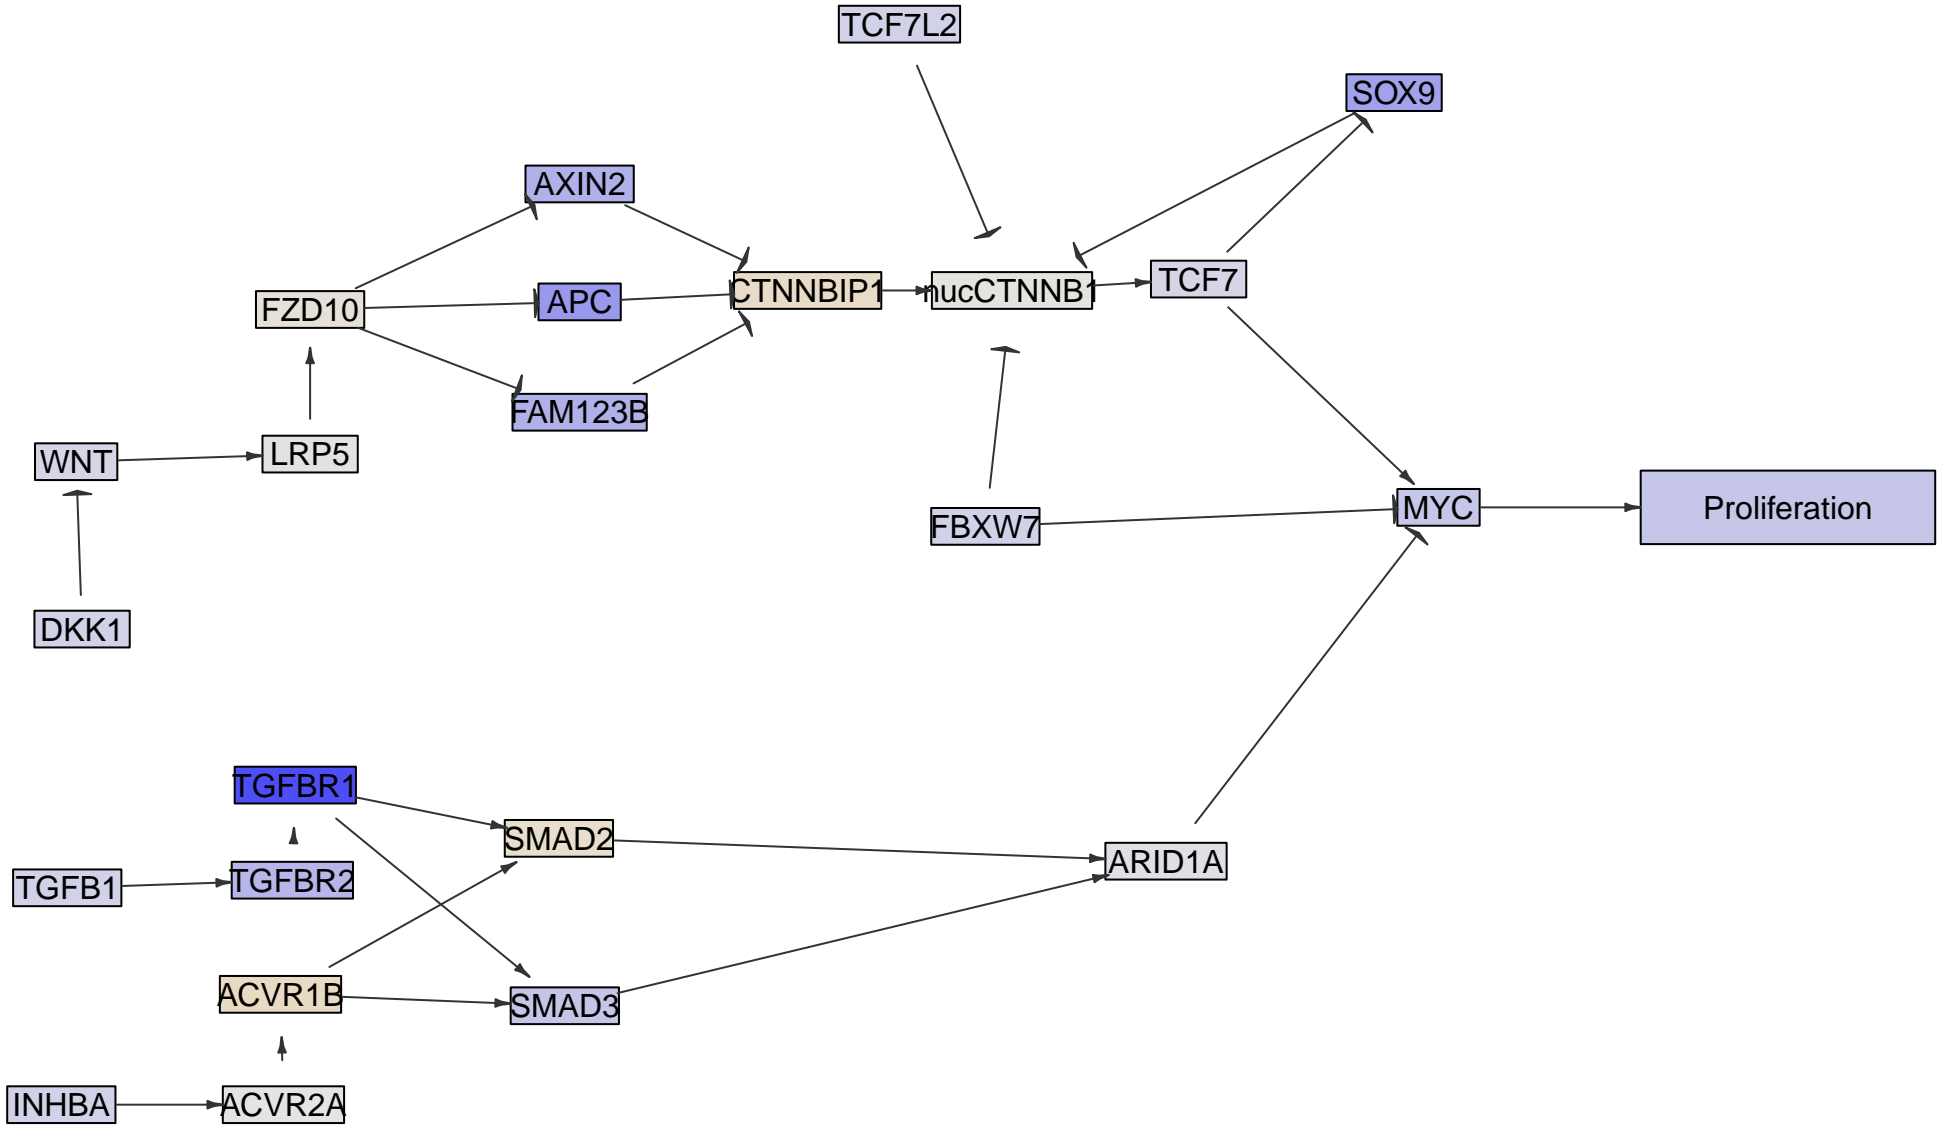 TCF7L2
SOX9
AXIN2
TCF7
CTNNBIP1
nucCTNNB1
APC
FZD10
FAM123B
LRP5
WNT
MYC
Proliferation
FBXW7
DKK1
TGFBR1
SMAD2
ARID1A
TGFBR2
TGFB1
ACVR1B
SMAD3
INHBA
ACVR2A